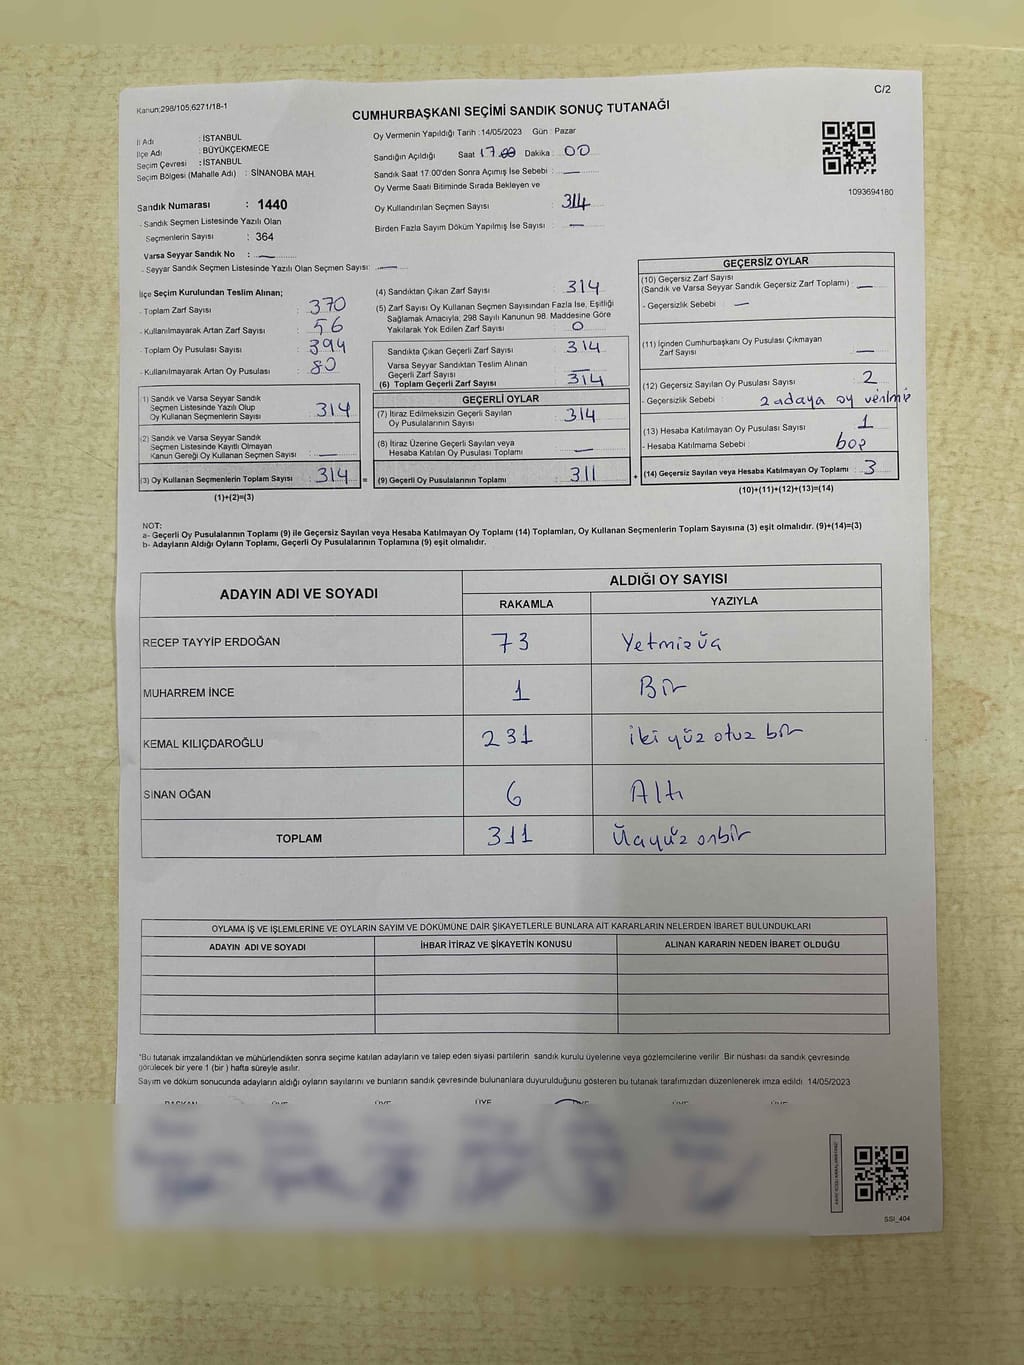 Kanun:298/105,6271/18-1
C/2
CUMHURBAŞKANI SEÇİMİ SANDIK SONUÇ TUTANAĞI
İl Adı : İSTANBUL
İlçe Adı : BÜYÜKÇEKMECE
Seçim Çevresi : İSTANBUL
Seçim Bölgesi (Mahalle Adı) : SİNANOBA MAH.
Sandık Numarası : 1440
- Sandık Seçmen Listesinde Yazılı Olan
Seçmenlerin Sayısı : 364
Varsa Seyyar Sandık No : —
- Seyyar Sandık Seçmen Listesinde Yazılı Olan Seçmen Sayısı: —
Oy Vermenin Yapıldığı Tarih :14/05/2023 Gün : Pazar
Sandığın Açıldığı Saat 17.00 Dakika : 00
Sandık Saat 17:00'den Sonra Açımış İse Sebebi : —
Oy Verme Saati Bitiminde Sırada Bekleyen ve
Oy Kullandırılan Seçmen Sayısı : 314
Birden Fazla Sayım Döküm Yapılmış İse Sayısı : —
1093694180
İlçe Seçim Kurulundan Teslim Alınan;
- Toplam Zarf Sayısı : 370
- Kullanılmayarak Artan Zarf Sayısı : 56
- Toplam Oy Pusulası Sayısı : 394
- Kullanılmayarak Artan Oy Pusulası : 80
(1) Sandık ve Varsa Seyyar Sandık
Seçmen Listesinde Yazılı Olup
Oy Kullanan Seçmenlerin Sayısı : 314
(2) Sandık ve Varsa Seyyar Sandık
Seçmen Listesinde Kayıtlı Olmayan
Kanun Gereği Oy Kullanan Seçmen Sayısı : —
(3) Oy Kullanan Seçmenlerin Toplam Sayısı : 314 =
(1)+(2)=(3)
(4) Sandıktan Çıkan Zarf Sayısı : 314
(5) Zarf Sayısı Oy Kullanan Seçmen Sayısından Fazla İse, Eşitliği
Sağlamak Amacıyla; 298 Sayılı Kanunun 98. Maddesine Göre
Yakılarak Yok Edilen Zarf Sayısı : 0
Sandıkta Çıkan Geçerli Zarf Sayısı : 314
Varsa Seyyar Sandıktan Teslim Alınan
Geçerli Zarf Sayısı : —
(6) Toplam Geçerli Zarf Sayısı : 314
GEÇERLİ OYLAR
(7) İtiraz Edilmeksizin Geçerli Sayılan
Oy Pusulasının Sayısı : 314
(8) İtiraz Üzerine Geçerli Sayılan veya
Hesaba Katılan Oy Pusulası Toplamı : —
(9) Geçerli Oy Pusulalarının Toplamı : 311 +
GEÇERSİZ OYLAR
(10) Geçersiz Zarf Sayısı
(Sandık ve Varsa Seyyar Sandık Geçersiz Zarf Toplamı) : —
- Geçersizlik Sebebi : —
(11) İçinden Cumhurbaşkanı Oy Pusulası Çıkmayan
Zarf Sayısı : —
(12) Geçersiz Sayılan Oy Pusulası Sayısı : 2
- Geçersizlik Sebebi : 2 adaya oy verilmiş
(13) Hesaba Katılmayan Oy Pusulası Sayısı : 1
- Hesaba Katılmama Sebebi : boş
(14) Geçersiz Sayılan veya Hesaba Katılmayan Oy Toplamı : 3
(10)+(11)+(12)+(13)=(14)
NOT:
a- Geçerli Oy Pusulalarının Toplamı (9) ile Geçersiz Sayılan veya Hesaba Katılmayan Oy Toplamı (14) Toplamları, Oy Kullanan Seçmenlerin Toplam Sayısına (3) eşit olmalıdır. (9)+(14)=(3)
b- Adayların Aldığı Oyların Toplamı, Geçerli Oy Pusulalarının Toplamına (9) eşit olmalıdır.
ADAYIN ADI VE SOYADI
ALDIĞI OY SAYISI
RAKAMLA YAZIYLA
RECEP TAYYİP ERDOĞAN 73 Yetmiş üç
MUHARREM İNCE 1 Bir
KEMAL KILIÇDAROĞLU 231 iki yüz otuz bir
SİNAN OĞAN 6 Altı
TOPLAM 311 Üçyüz onbir
OYLAMA İŞ VE İŞLEMLERİNE VE OYLARIN SAYIM VE DÖKÜMÜNE DAİR ŞİKAYETLERLE BUNLARA AİT KARARLARIN NELERDEN İBARET BULUNDUKLARI
ADAYIN ADI VE SOYADI İHBAR İTİRAZ VE ŞİKAYETİN KONUSU ALINAN KARARIN NEDEN İBARET OLDUĞU
*Bu tutanak imzalandıktan ve mühürlendikten sonra seçime katılan adayların ve talep eden siyasi partilerin sandık kurulu üyelerine veya gözlemcilerine verilir. Bir nüshası da sandık çevresinde
görülecek bir yere 1 (bir ) hafta süreyle asılır.
Sayım ve döküm sonucunda adayların aldığı oyların sayılarını ve bunların sandık çevresinde bulunanlara duyurulduğunu gösteren bu tutanak tarafımızdan düzenlenerek imza edildi. 14/05/2023
BAŞKAN ÜYE ÜYE ÜYE ÜYE ÜYE ÜYE
SSI_404